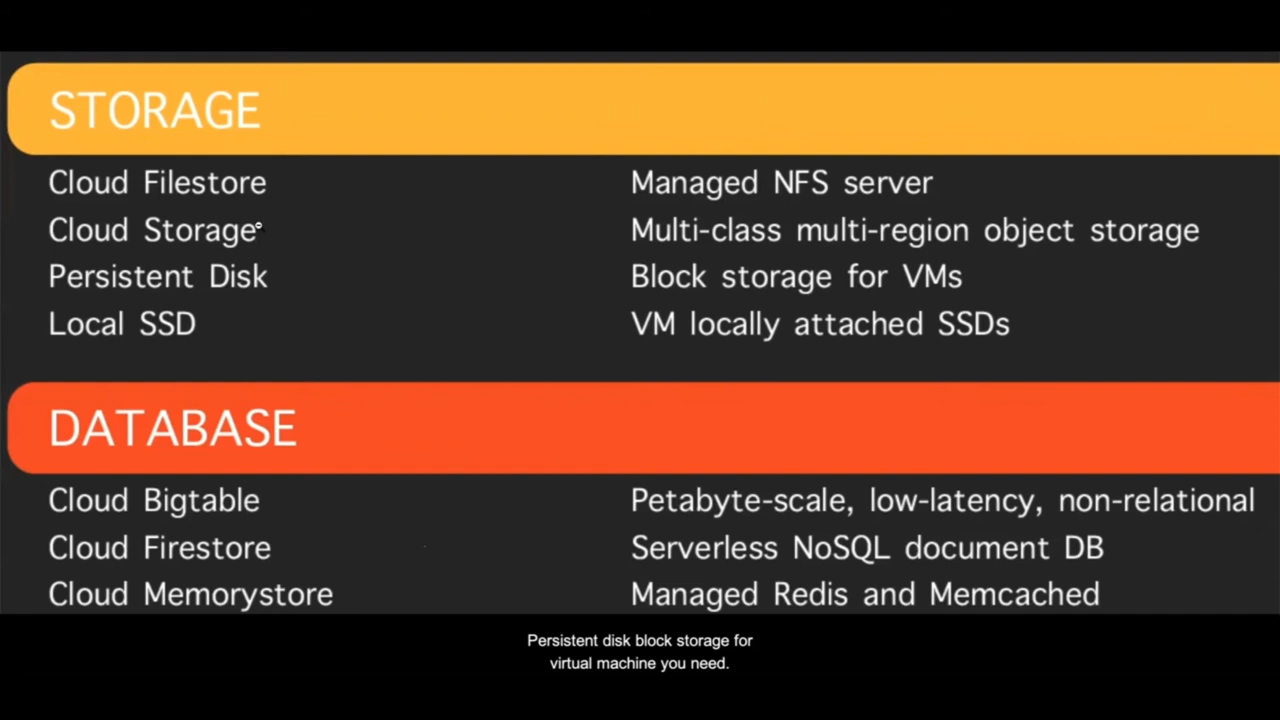 STORAGE
Cloud Filestore Managed NFS server
Cloud Storage Multi-class multi-region object storage
Persistent Disk Block storage for VMs
Local SSD VM locally attached SSDs
DATABASE
Cloud Bigtable Petabyte-scale, low-latency, non-relational
Cloud Firestore Serverless NoSQL document DB
Cloud Memorystore Managed Redis and Memcached
Persistent disk block storage for
virtual machine you need.